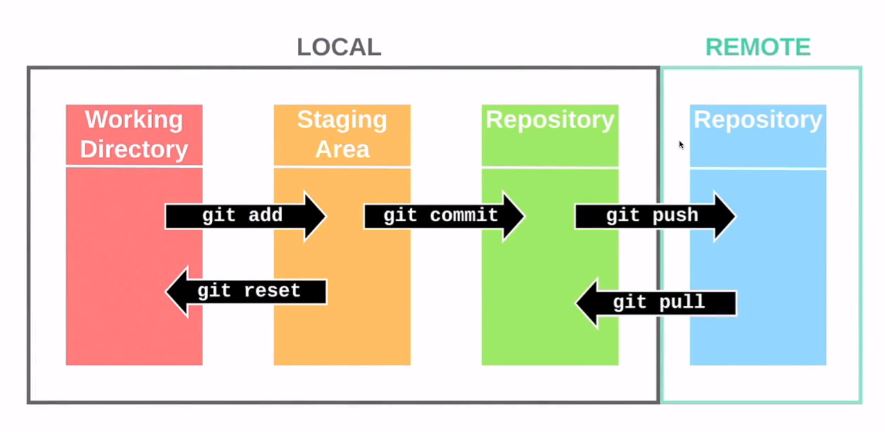 LOCAL
REMOTE
Working
Directory
Staging
Area
Repository
Repository
git add
git commit
git push
git reset
git pull